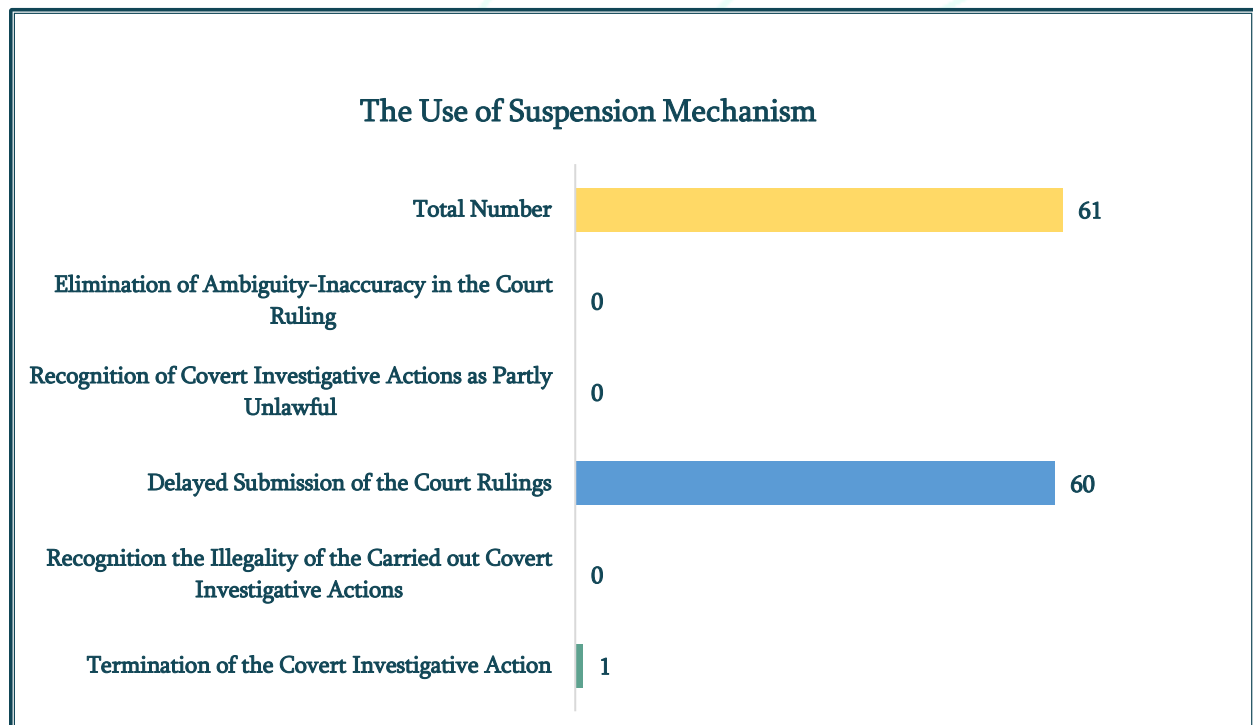 The Use of Suspension Mechanism
Total Number
61
Elimination of Ambiguity-Inaccuracy in the Court
Ruling
0
Recognition of Covert Investigative Actions as Partly
Unlawful
0
Delayed Submission of the Court Rulings
60
Recognition the Illegality of the Carried out Covert
Investigative Actions
0
Termination of the Covert Investigative Action
1